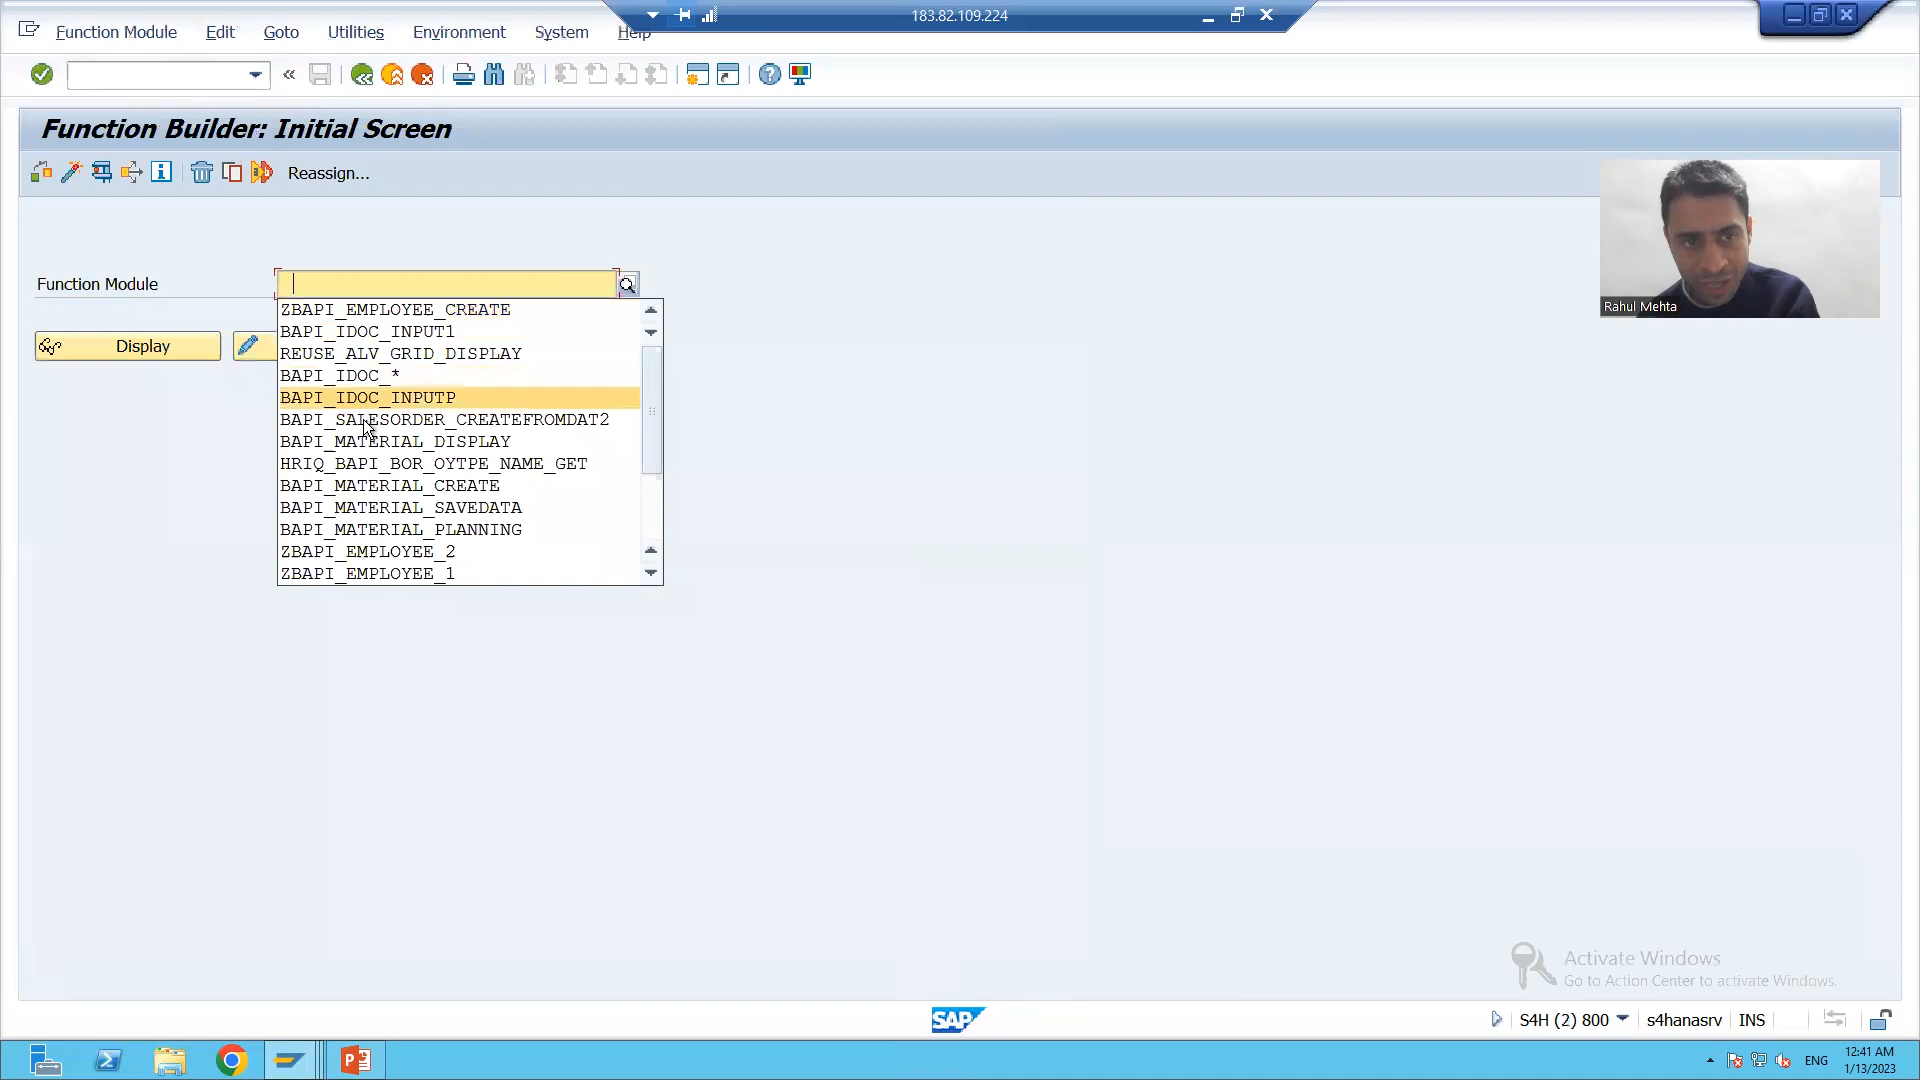 183.82.109.224
Function Module Edit Goto Utilities Environment System Help
Function Builder: Initial Screen
Reassign...
Rahul Mehta
Function Module
ZBAPI_EMPLOYEE_CREATE
BAPI_IDOC_INPUT1
Display
REUSE_ALV_GRID_DISPLAY
BAPI_IDOC_*
BAPI_IDOC_INPUTP
BAPI_SALESORDER_CREATEFROMDAT2
BAPI_MATERIAL_DISPLAY
HRIQ_BAPI_BOR_OYTPE_NAME_GET
BAPI_MATERIAL_CREATE
BAPI_MATERIAL_SAVEDATA
BAPI_MATERIAL_PLANNING
ZBAPI_EMPLOYEE_2
ZBAPI_EMPLOYEE_1
Activate Windows
Go to Action Center to activate Windows.
SAP
S4H (2) 800 s4hanasrv INS
ENG
12:41 AM
1/13/2023